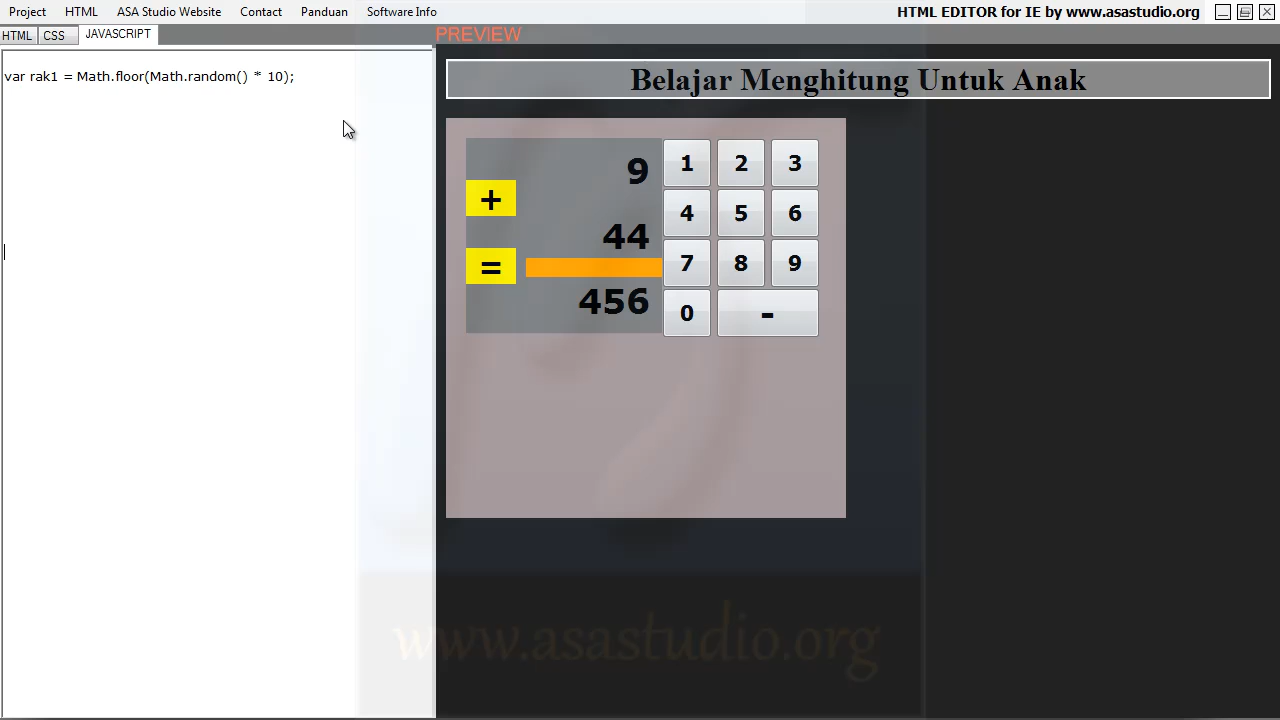 Project HTML ASA Studio Website Contact Panduan Software Info HTML EDITOR for IE by www.asastudio.org
HTML CSS JAVASCRIPT
PREVIEW
var rak1 = Math.floor(Math.random() * 10);
Belajar Menghitung Untuk Anak
9
+
44
=
456
1 2 3
4 5 6
7 8 9
0 -
www.asastudio.org